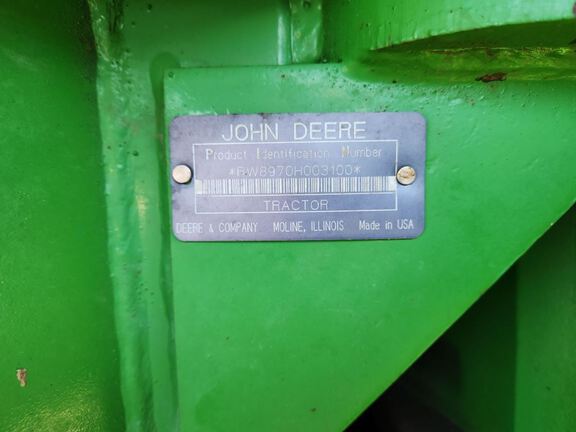 JOHN DEERE
Product Identification Number
*RW8970H003100*
TRACTOR
DEERE & COMPANY MOLINE, ILLINOIS Made in USA